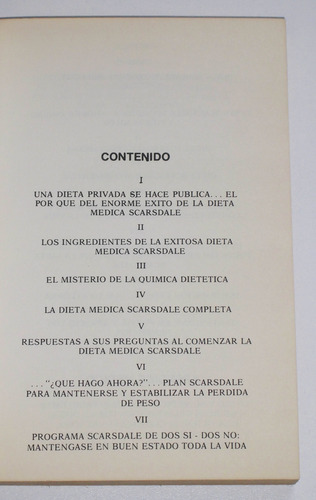 CONTENIDO
I
UNA DIETA PRIVADA SE HACE PUBLICA... EL
POR QUE DEL ENORME EXITO DE LA DIETA
MEDICA SCARSDALE
II
LOS INGREDIENTES DE LA EXITOSA DIETA
MEDICA SCARSDALE
III
EL MISTERIO DE LA QUIMICA DIETETICA
IV
LA DIETA MEDICA SCARSDALE COMPLETA
V
RESPUESTAS A SUS PREGUNTAS AL COMENZAR LA
DIETA MEDICA SCARSDALE
VI
..."¿QUE HAGO AHORA?"... PLAN SCARSDALE
PARA MANTENERSE Y ESTABILIZAR LA PERDIDA
DE PESO
VII
PROGRAMA SCARSDALE DE DOS SI - DOS NO:
MANTENGASE EN BUEN ESTADO TODA LA VIDA